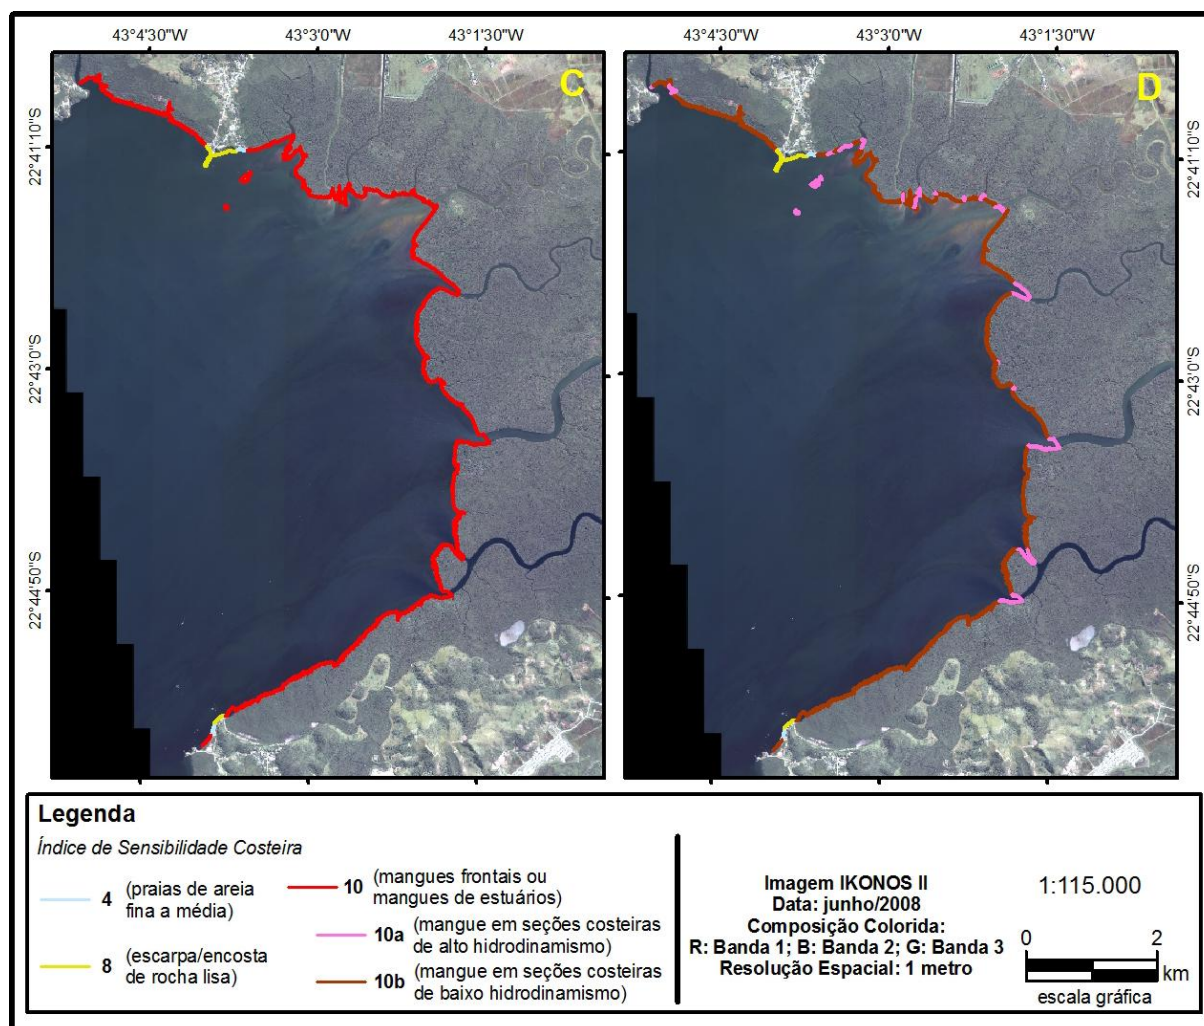 43°4'30"W
43°3'0"W
43°1'30"W
43°4'30"W
43°3'0"W
43°1'30"W
C
D
22°41'10"S
22°43'0"S
22°44'50"S
22°41'10"S
22°43'0"S
22°44'50"S
Legenda
Índice de Sensibilidade Costeira
4 (praias de areia
fina a média)
8 (escarpa/encosta
de rocha lisa)
10 (mangues frontais ou
mangues de estuários)
10a (mangue em seções costeiras
de alto hidrodinamismo)
10b (mangue em seções costeiras
de baixo hidrodinamismo)
Imagem IKONOS II
Data: junho/2008
Composição Colorida:
R: Banda 1; B: Banda 2; G: Banda 3
Resolução Espacial: 1 metro
1:115.000
0 2
km
escala gráfica